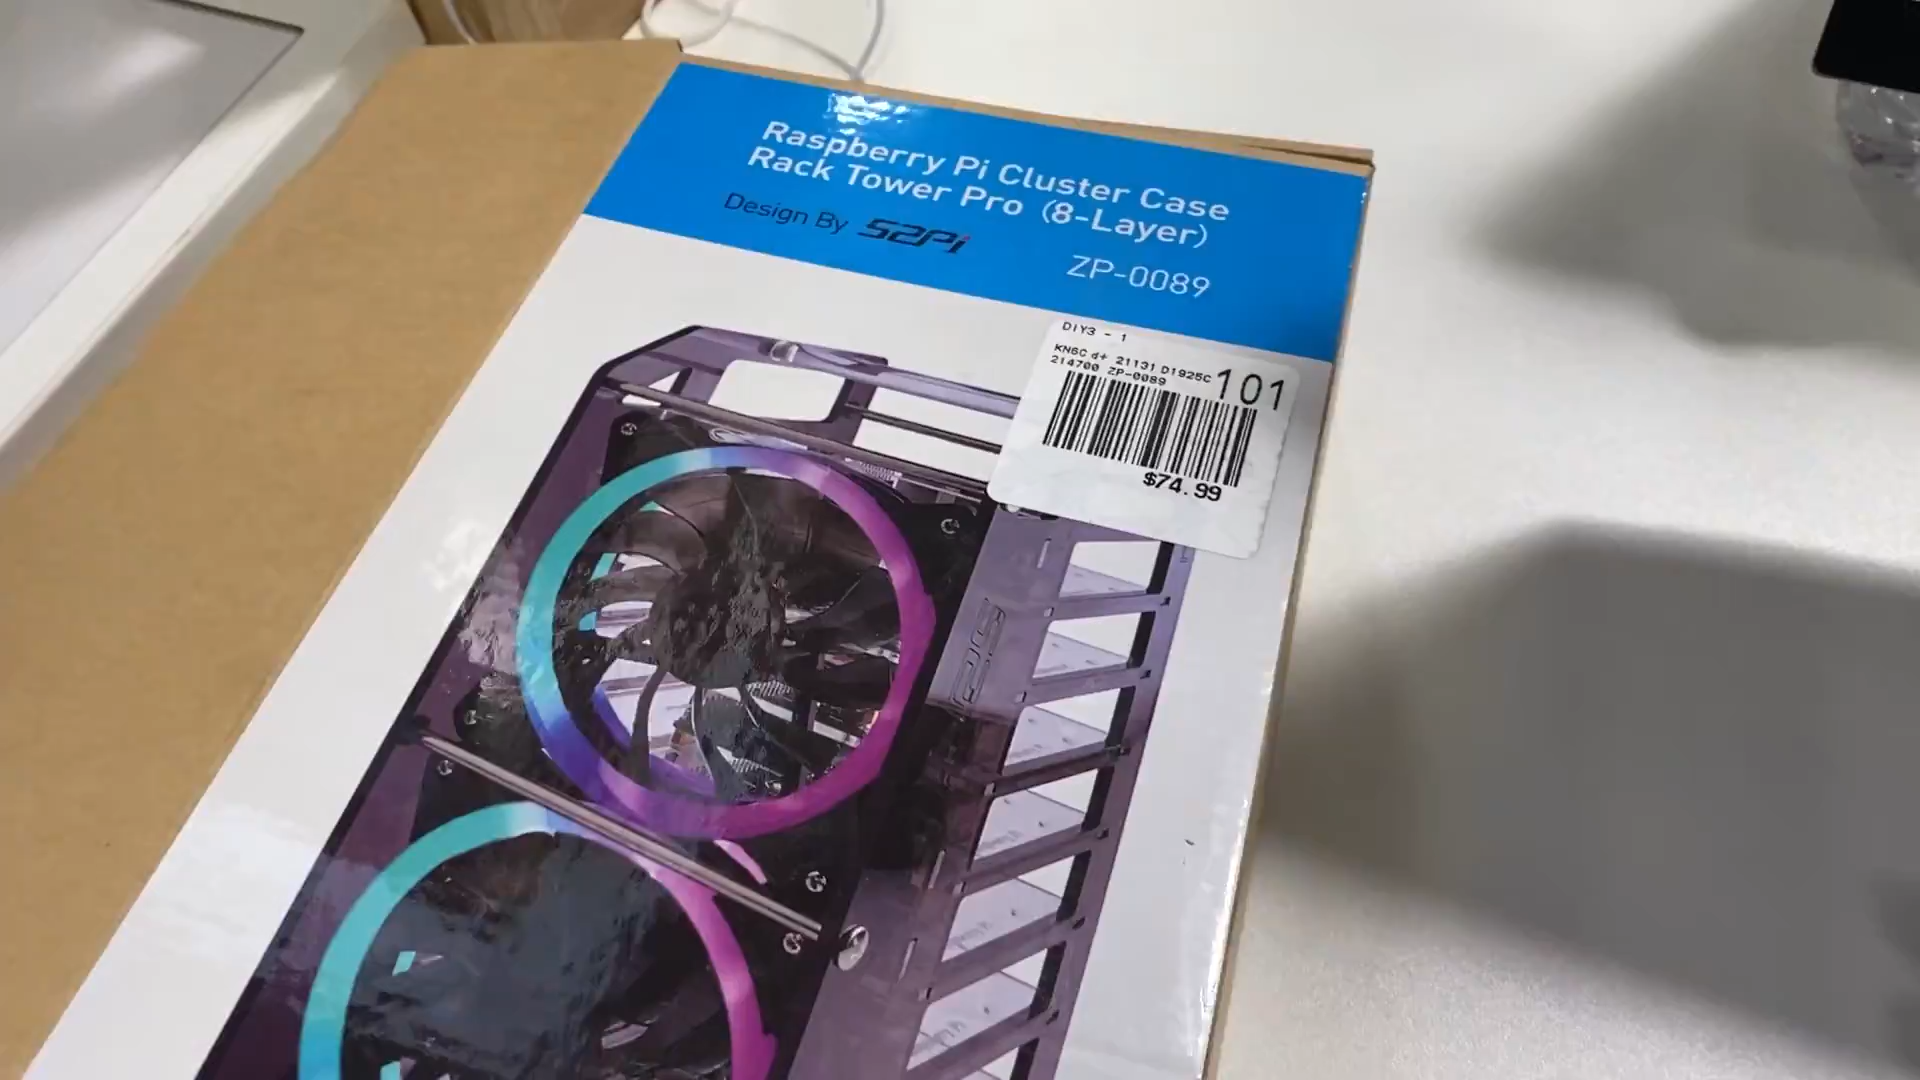 Raspberry Pi Cluster Case
Rack Tower Pro (8-Layer)
Design By S2Pi
ZP-0089
DIY3 - 1
KN6C d+ 21131 D1925C
214700 ZP-0089
101
$74.99